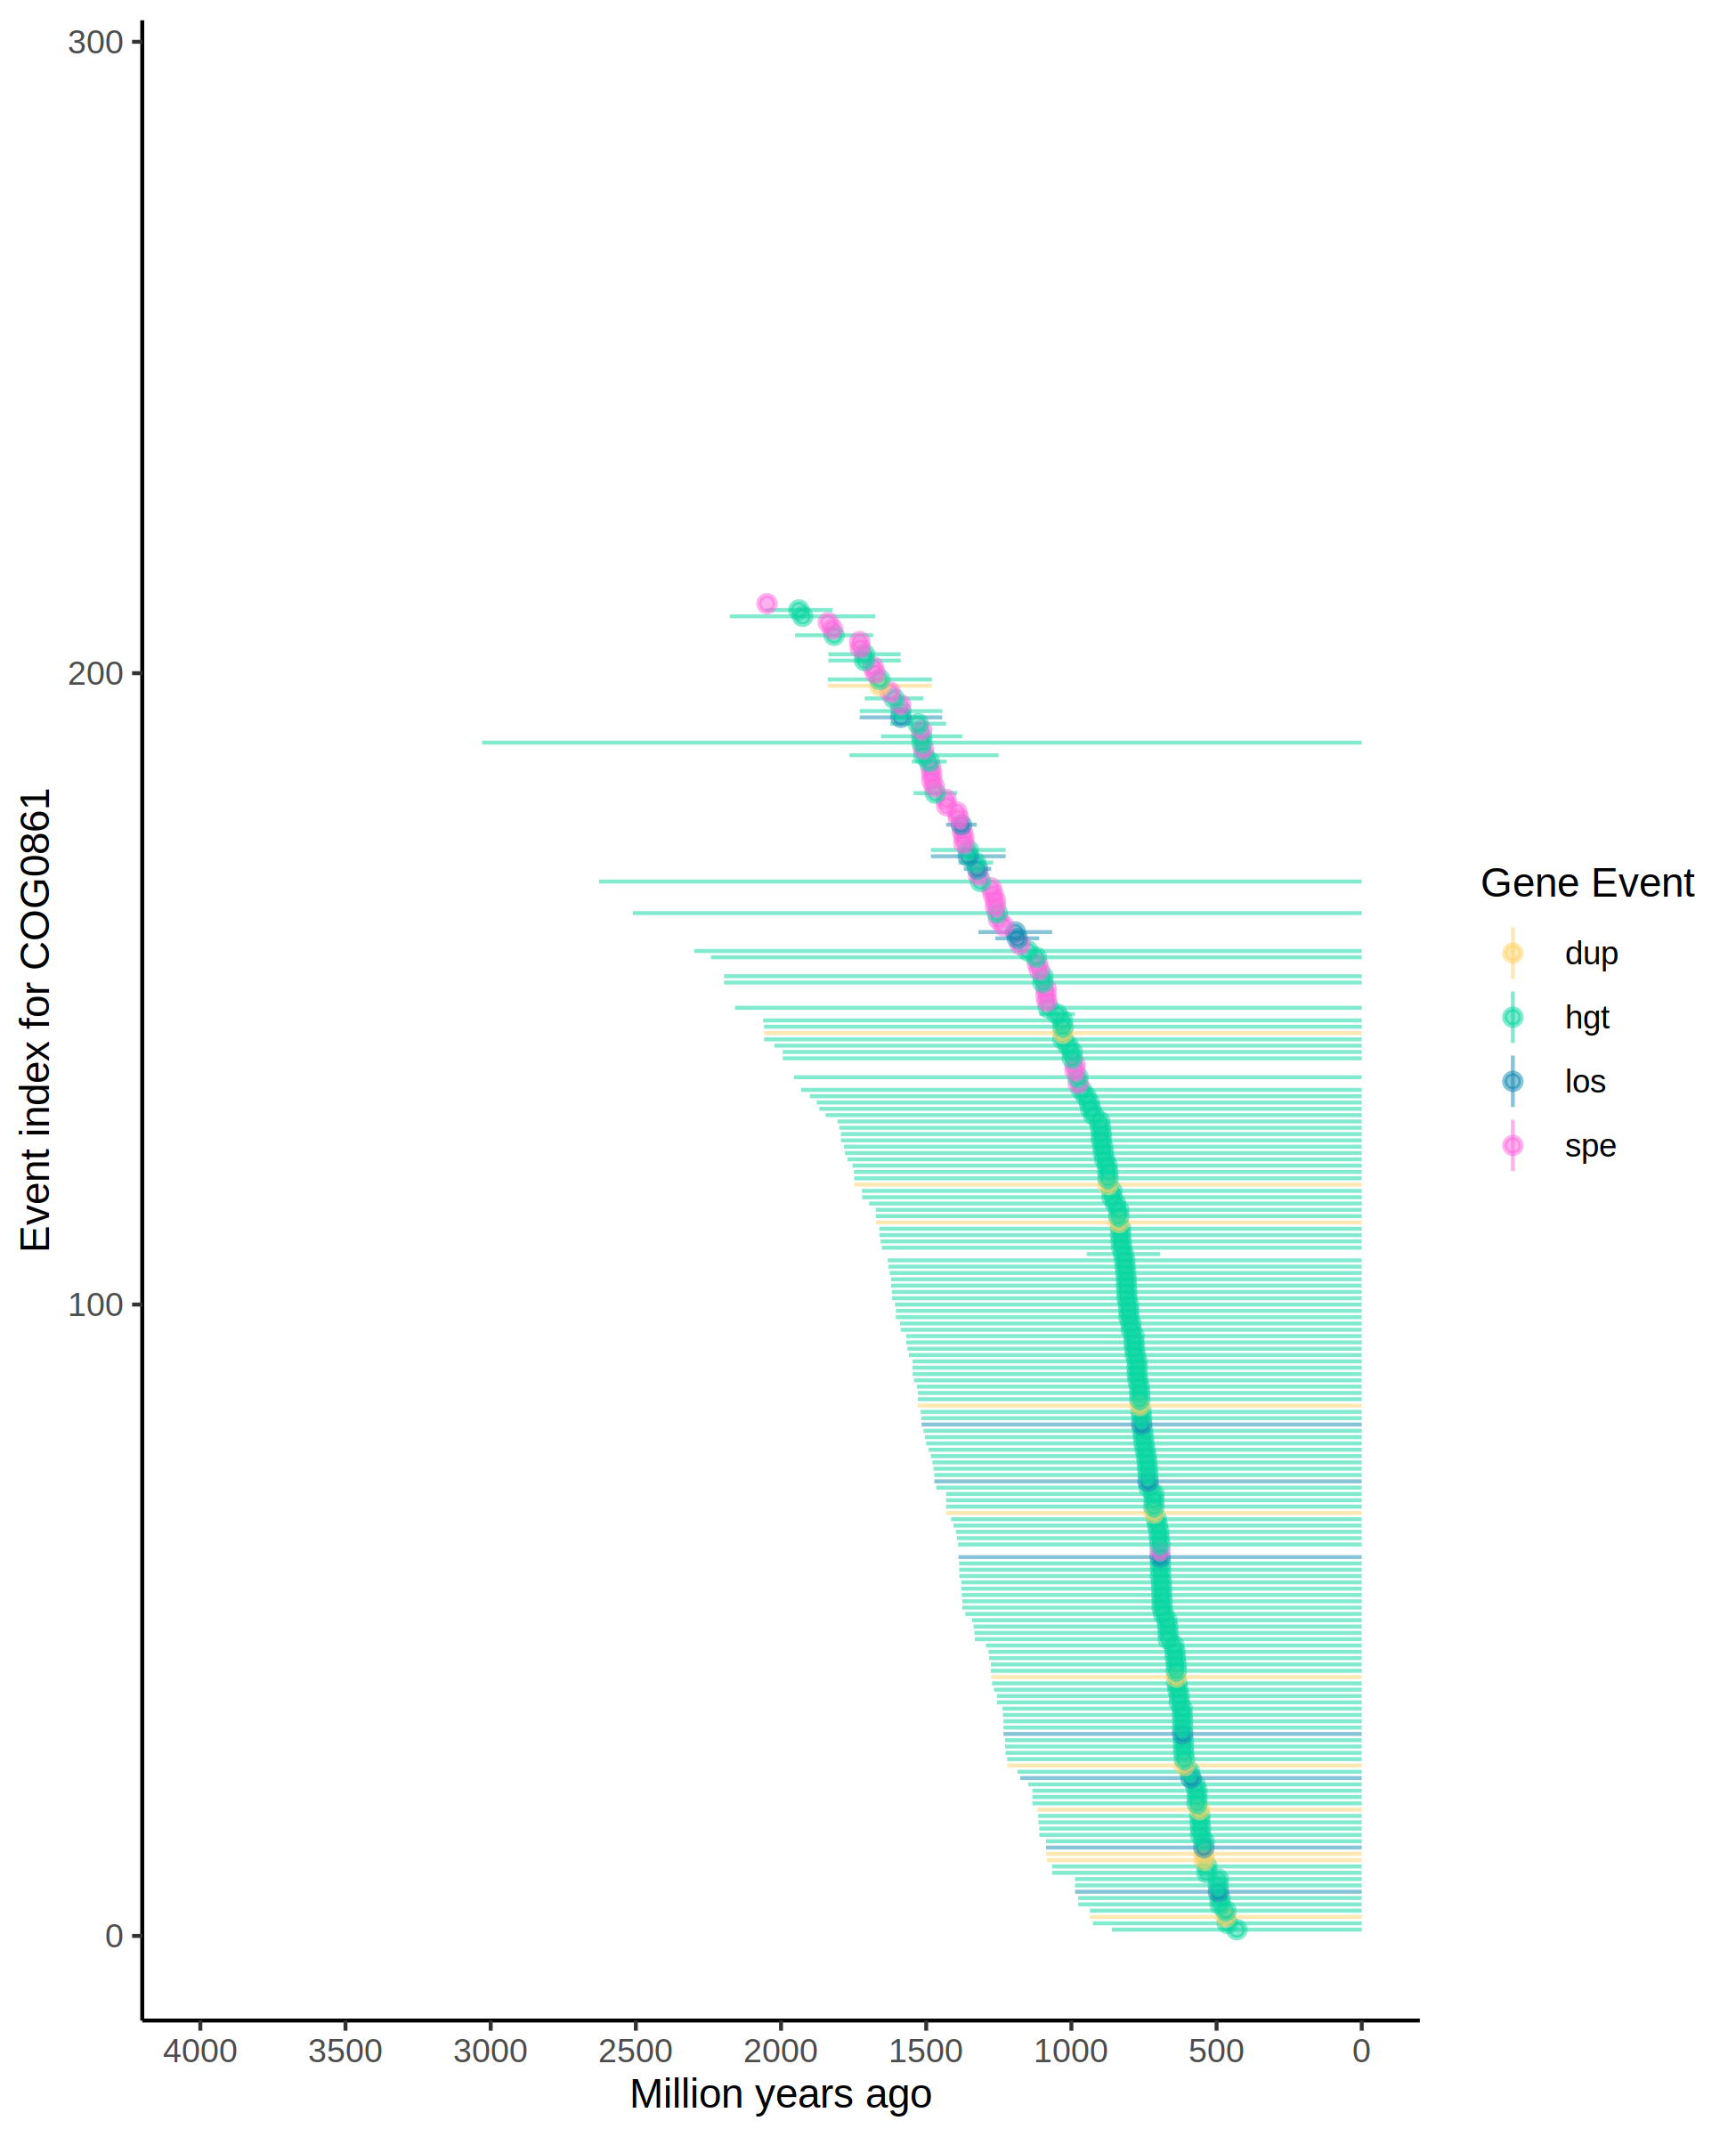 300
200
100
0
Event index for COG0861
4000 3500 3000 2500 2000 1500 1000 500 0
Million years ago
Gene Event
dup
hgt
los
spe